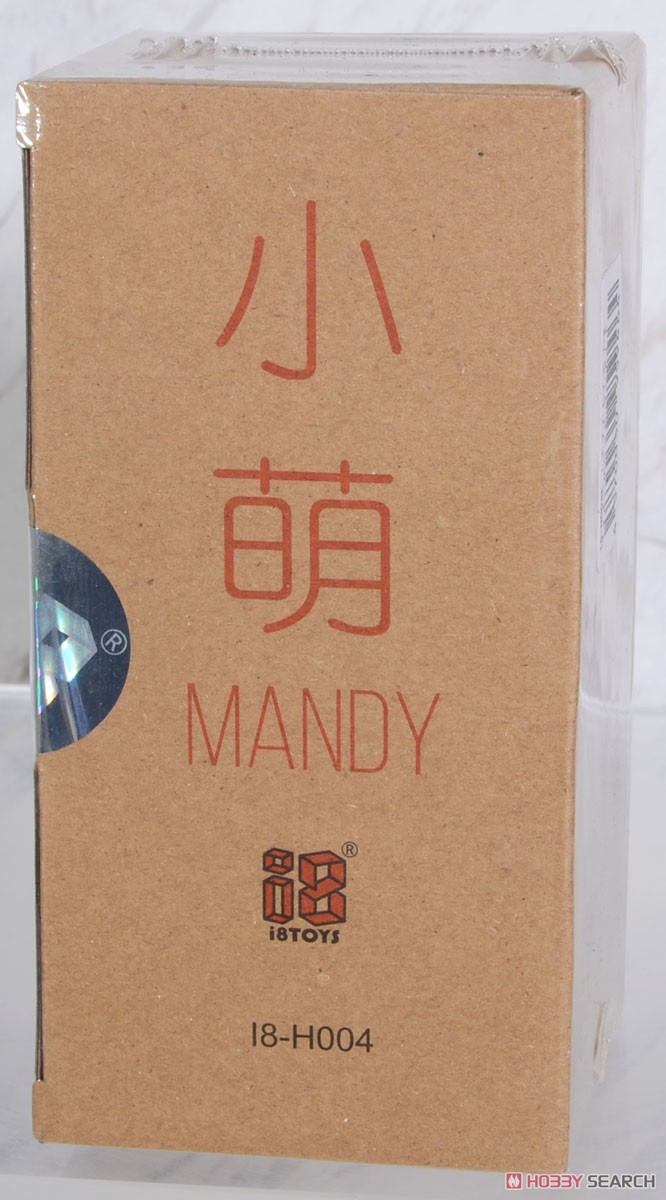 小
萌
MANDY
®
i8
®
i8TOYS
I8-H004
HOBBY SEARCH